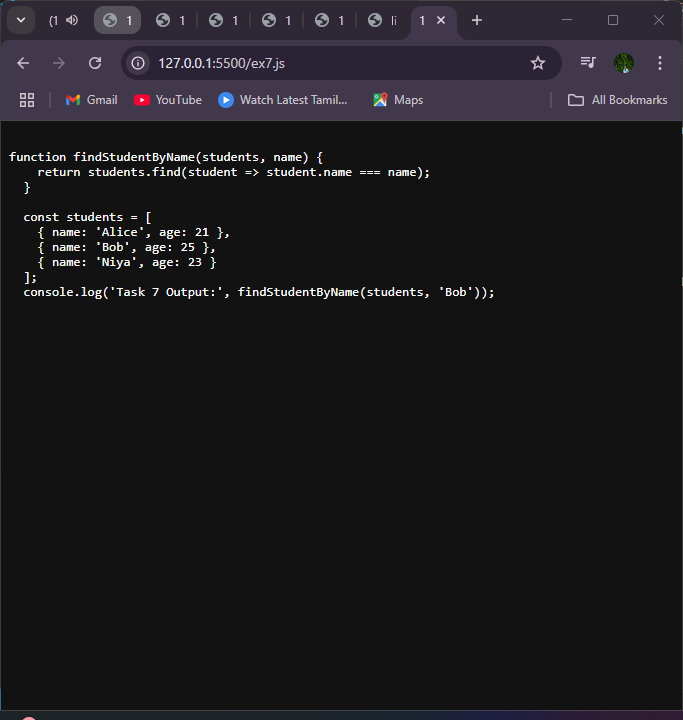 (1
1
1
1
1
1
li
1
127.0.0.1:5500/ex7.js
Gmail
YouTube
Watch Latest Tamil...
Maps
All Bookmarks
function findStudentByName(students, name) {
    return students.find(student => student.name === name);
  }
  const students = [
    { name: 'Alice', age: 21 },
    { name: 'Bob', age: 25 },
    { name: 'Niya', age: 23 }
  ];
  console.log('Task 7 Output:', findStudentByName(students, 'Bob'));